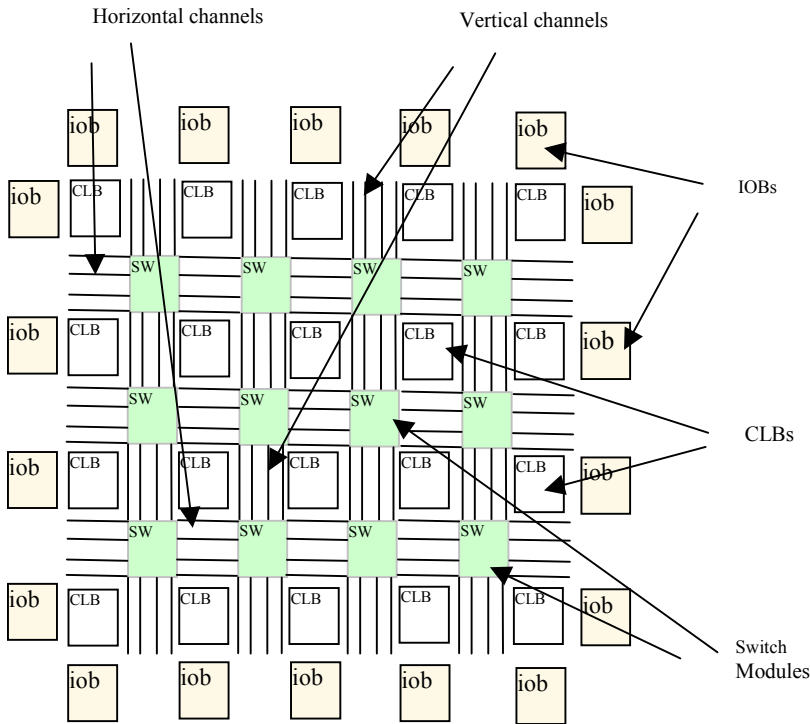 Horizontal channels
Vertical channels
iob iob iob iob iob
iob CLB CLB CLB CLB CLB iob
IOBs
SW SW SW SW
iob CLB CLB CLB CLB CLB iob
SW SW SW SW
CLBs
iob CLB CLB CLB CLB CLB iob
SW SW SW SW
iob CLB CLB CLB CLB CLB iob
Switch
Modules
iob iob iob iob iob